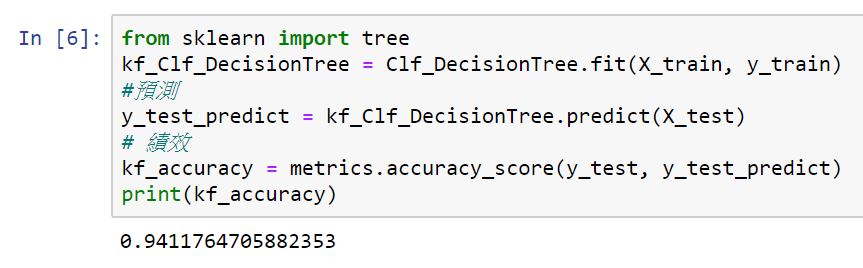 In [6]: from sklearn import tree
kf_Clf_DecisionTree = Clf_DecisionTree.fit(X_train, y_train)
#預測
y_test_predict = kf_Clf_DecisionTree.predict(X_test)
# 績效
kf_accuracy = metrics.accuracy_score(y_test, y_test_predict)
print(kf_accuracy)
0.9411764705882353